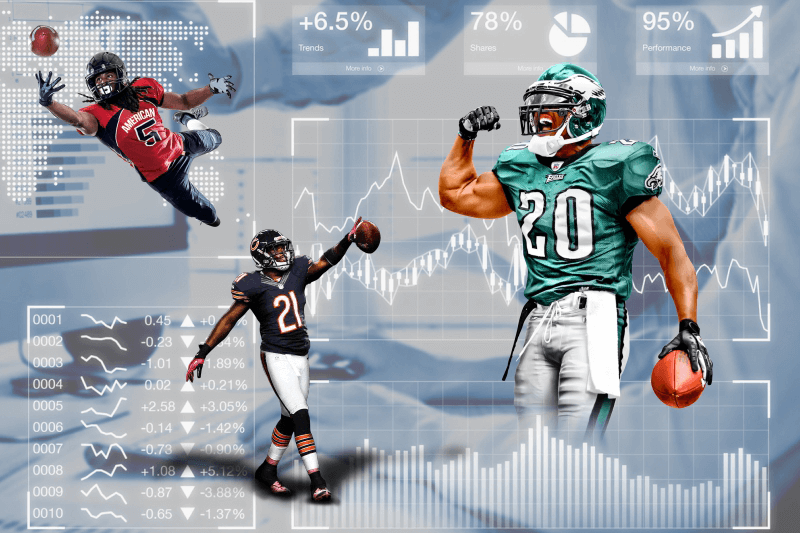 +6.5%
Trends
More info
78%
Shares
More info
95%
Performance
More info
AMERICAN
5
20
EAGLES
20
21
21
0001 0.45
0002 -0.23
0003 -1.01 1.89%
0004 0.02 +0.21%
0005 +2.58 +3.05%
0006 -0.14 -1.42%
0007 -0.73 -0.90%
0008 +1.08 +5.12%
0009 -0.87 -3.88%
0010 -0.65 -1.37%